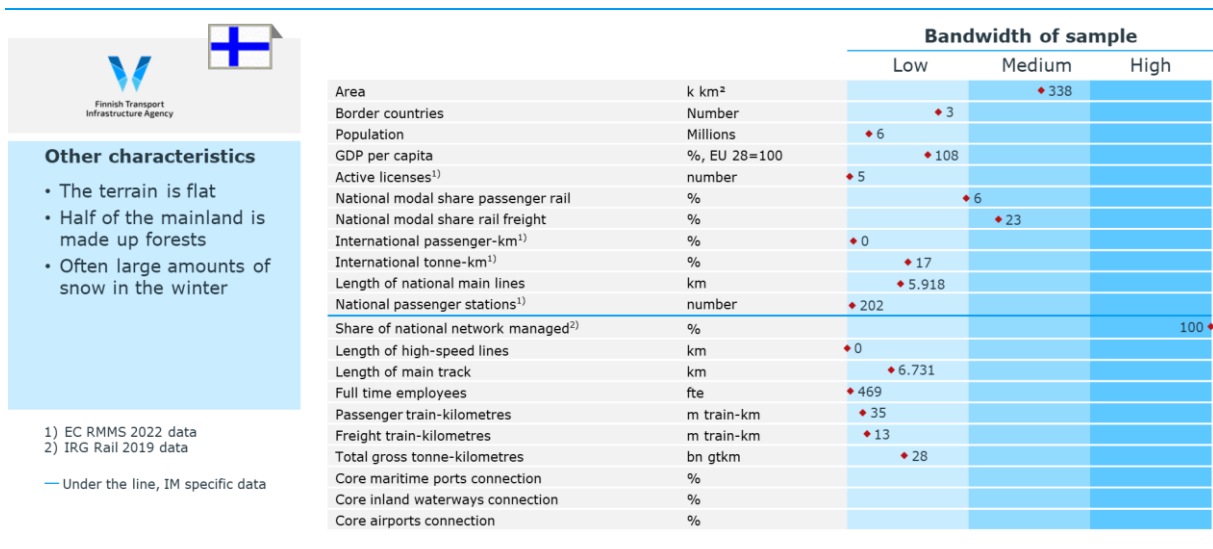 Finnish Transport
Infrastructure Agency
Other characteristics
• The terrain is flat
• Half of the mainland is
made up forests
• Often large amounts of
snow in the winter
1) EC RMMS 2022 data
2) IRG Rail 2019 data
Under the line, IM specific data
Bandwidth of sample
Low Medium High
Area k km² 338
Border countries Number 3
Population Millions 6
GDP per capita %, EU 28=100 108
Active licenses1) number 5
National modal share passenger rail % 6
National modal share rail freight % 23
International passenger-km1) % 0
International tonne-km1) % 17
Length of national main lines km 5.918
National passenger stations1) number 202
Share of national network managed2) % 100
Length of high-speed lines km 0
Length of main track km 6.731
Full time employees fte 469
Passenger train-kilometres m train-km 35
Freight train-kilometres m train-km 13
Total gross tonne-kilometres bn gtkm 28
Core maritime ports connection %
Core inland waterways connection %
Core airports connection %